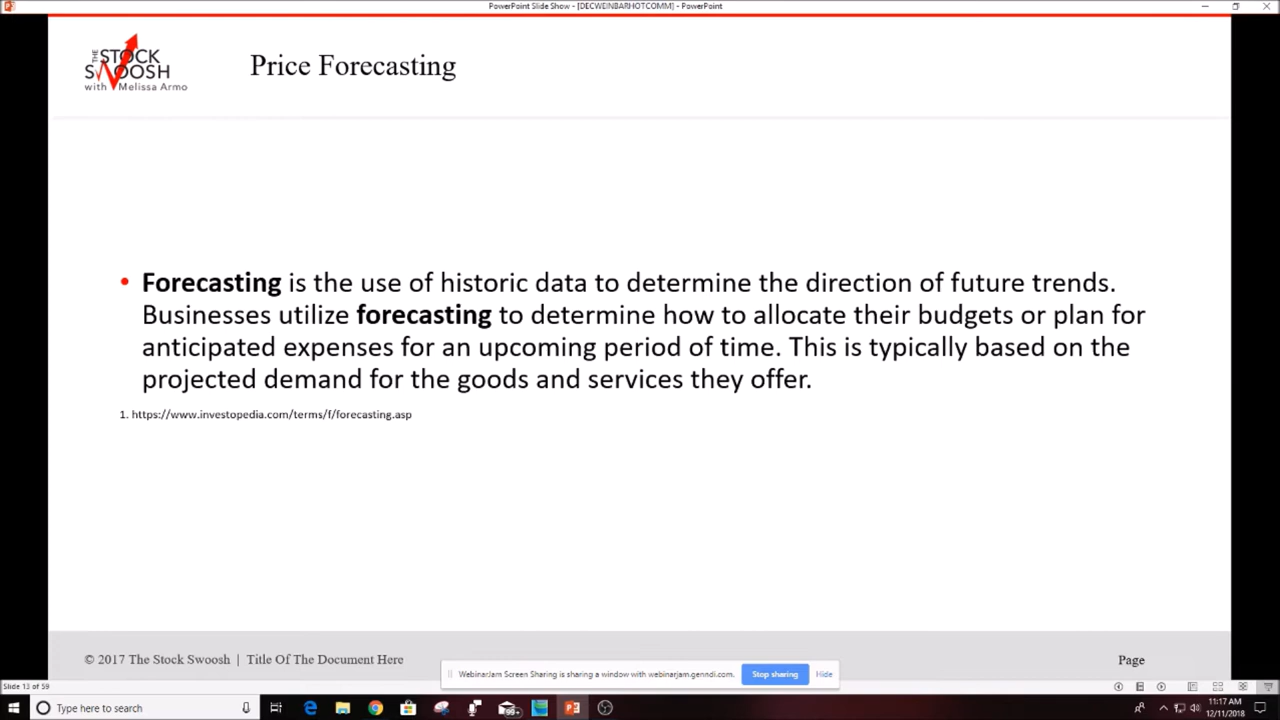 PowerPoint Slide Show - [DECWEINBARHOTCOMM] - PowerPoint
THE STOCK
SWOOSH
with Melissa Armo
Price Forecasting
• Forecasting is the use of historic data to determine the direction of future trends.
Businesses utilize forecasting to determine how to allocate their budgets or plan for
anticipated expenses for an upcoming period of time. This is typically based on the
projected demand for the goods and services they offer.
1. https://www.investopedia.com/terms/f/forecasting.asp
© 2017 The Stock Swoosh | Title Of The Document Here
Page
WebinarJam Screen Sharing is sharing a window with webinarjam.genndi.com. Stop sharing Hide
Slide 13 of 59
Type here to search
99+
11:17 AM
12/11/2018